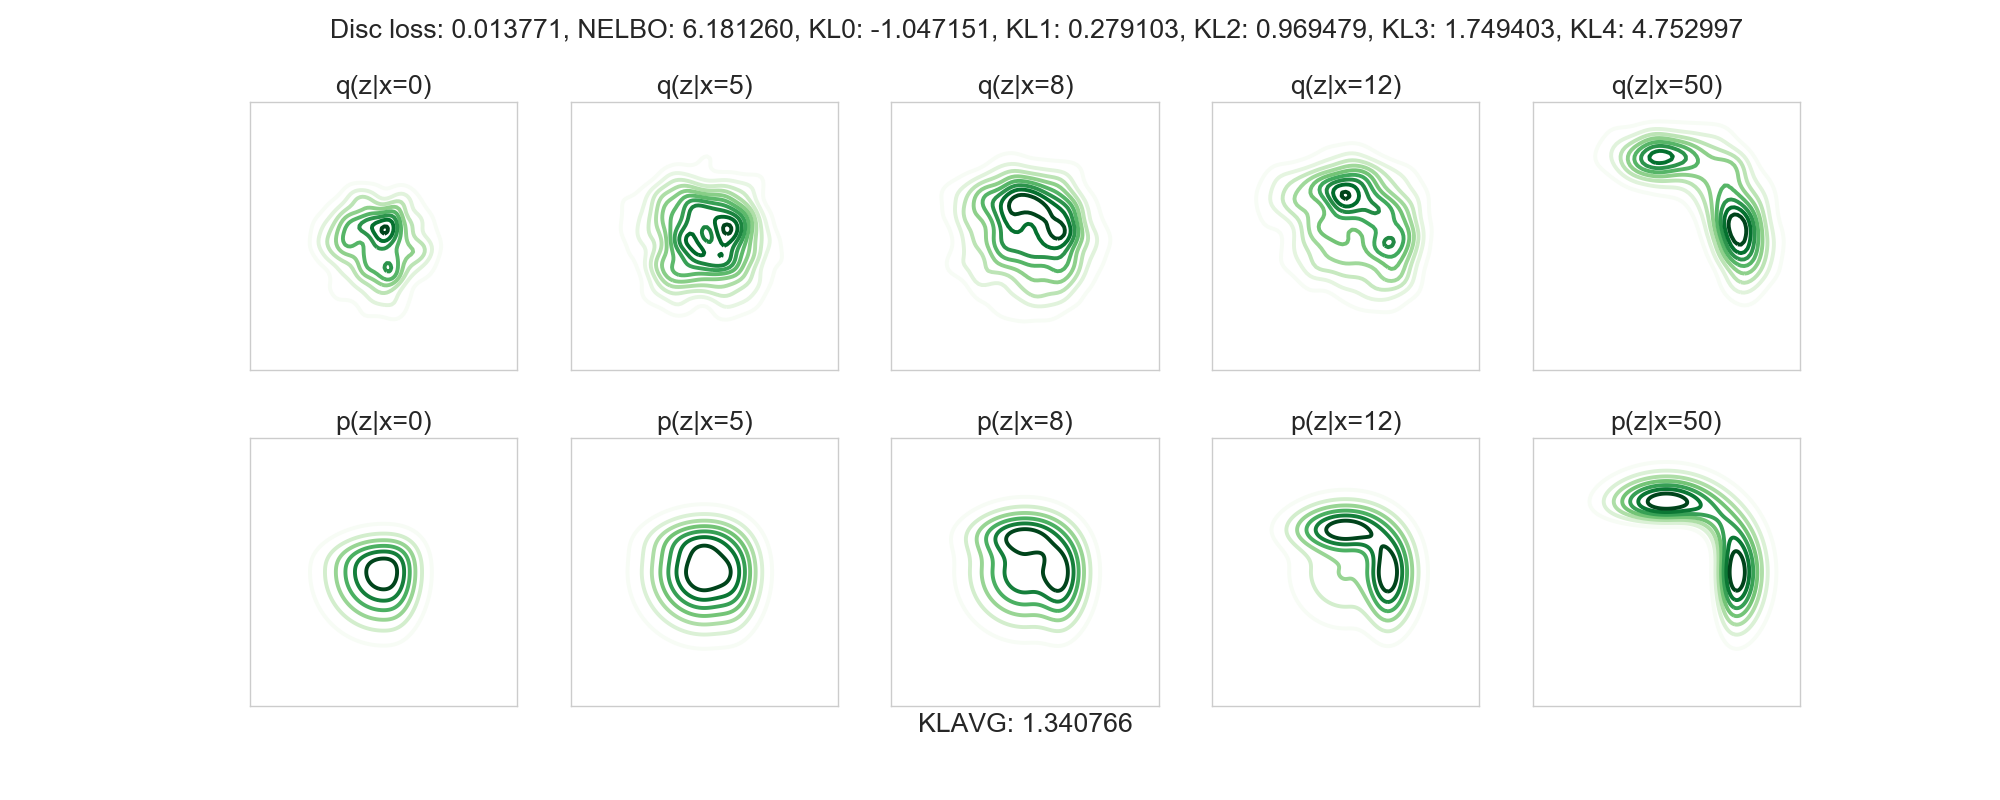 Disc loss: 0.013771, NELBO: 6.181260, KL0: -1.047151, KL1: 0.279103, KL2: 0.969479, KL3: 1.749403, KL4: 4.752997
q(z|x=0) q(z|x=5) q(z|x=8) q(z|x=12) q(z|x=50)
p(z|x=0) p(z|x=5) p(z|x=8) p(z|x=12) p(z|x=50)
KLAVG: 1.340766